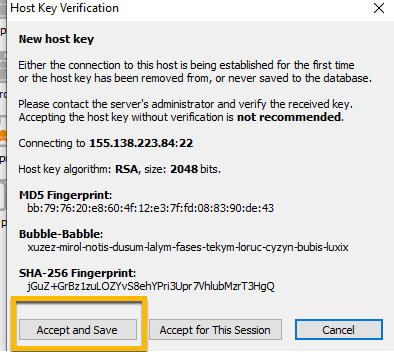 Host Key Verification
New host key
Either the connection to this host is being established for the first time
or the host key has been removed from, or never saved to the database.
Please contact the server's administrator and verify the received key.
Accepting the host key without verification is not recommended.
Connecting to 155.138.223.84:22
Host key algorithm: RSA, size: 2048 bits.
MD5 Fingerprint:
bb:79:76:20:e8:60:4f:12:e3:7f:fd:08:83:90:de:43
Bubble-Babble:
xuzez-mirol-notis-dusum-lalym-fases-tekym-loruc-cyzyn-bubis-luxix
SHA-256 Fingerprint:
jGuZ+GrBz1zuLOZYvS8ehYPri3Upr7VhlubMzrT3HgQ
Accept and Save
Accept for This Session
Cancel